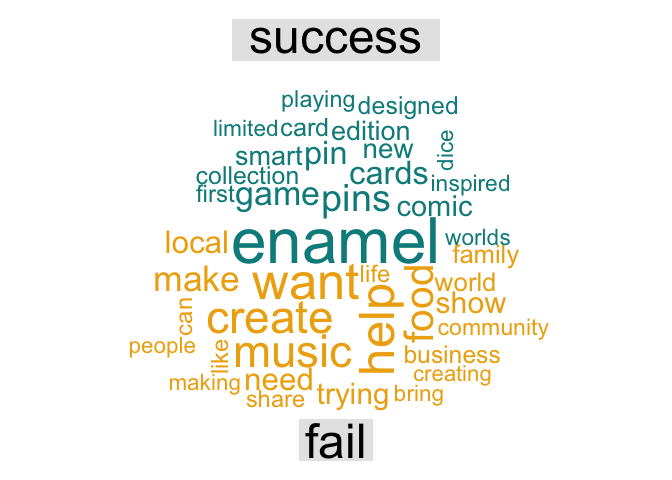 success
playing designed
limited card edition dice
smart pin new
collection cards inspired
first game pins comic
enamel worlds
local family
make want life food world
can create help show
community
people like music business
making need creating
share trying bring
fail